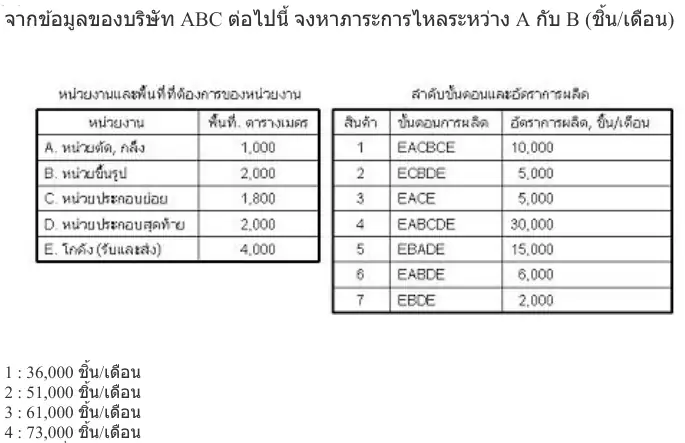 จากข้อมูลของบริษัท ABC ต่อไปนี้ จงหาภาระการไหลระหว่าง A กับ B (ชิ้น/เดือน)
หน่วยงานและพื้นที่ที่ต้องการของหน่วยงาน
หน่วยงาน พื้นที่. ตารางเมตร
A. หน่วยตัด, กลึง 1,000
B. หน่วยขึ้นรูป 2,000
C. หน่วยประกอบย่อย 1,800
D. หน่วยประกอบสุดท้าย 2,000
E. โกดัง (รับและส่ง) 4,000
ลำดับขั้นตอนและอัตราการผลิต
สินค้า ขั้นตอนการผลิต อัตราการผลิต, ชิ้น/เดือน
1 EACBCE 10,000
2 ECBDE 5,000
3 EACE 5,000
4 EABCDE 30,000
5 EBADE 15,000
6 EABDE 6,000
7 EBDE 2,000
1 : 36,000 ชิ้น/เดือน
2 : 51,000 ชิ้น/เดือน
3 : 61,000 ชิ้น/เดือน
4 : 73,000 ชิ้น/เดือน